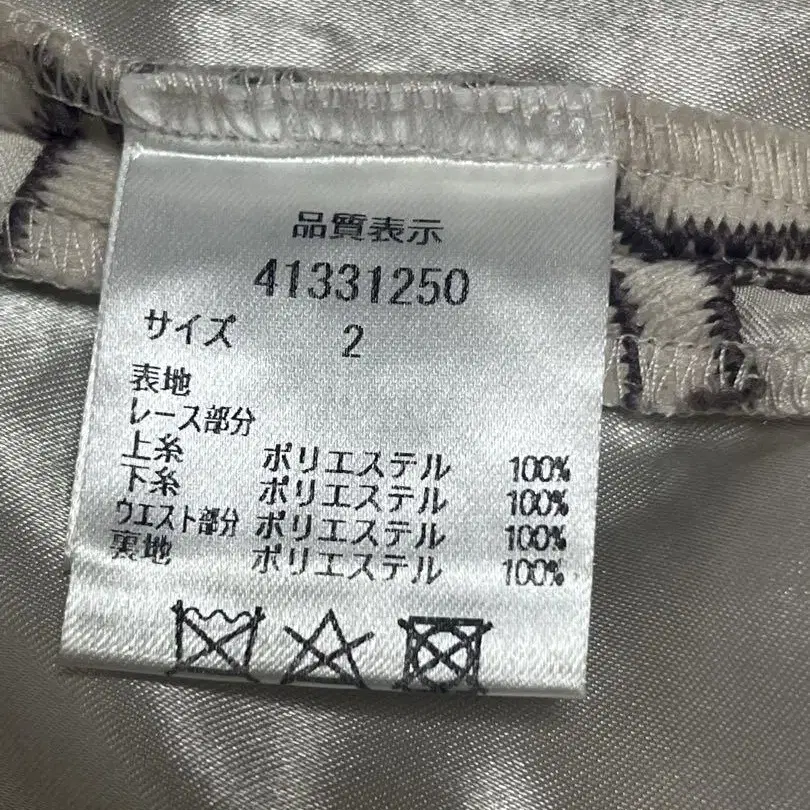 品質表示
41331250
サイズ 2
表地
レース部分
上糸 ポリエステル 100%
下糸 ポリエステル 100%
ウエスト部分 ポリエステル 100%
裏地 ポリエステル 100%